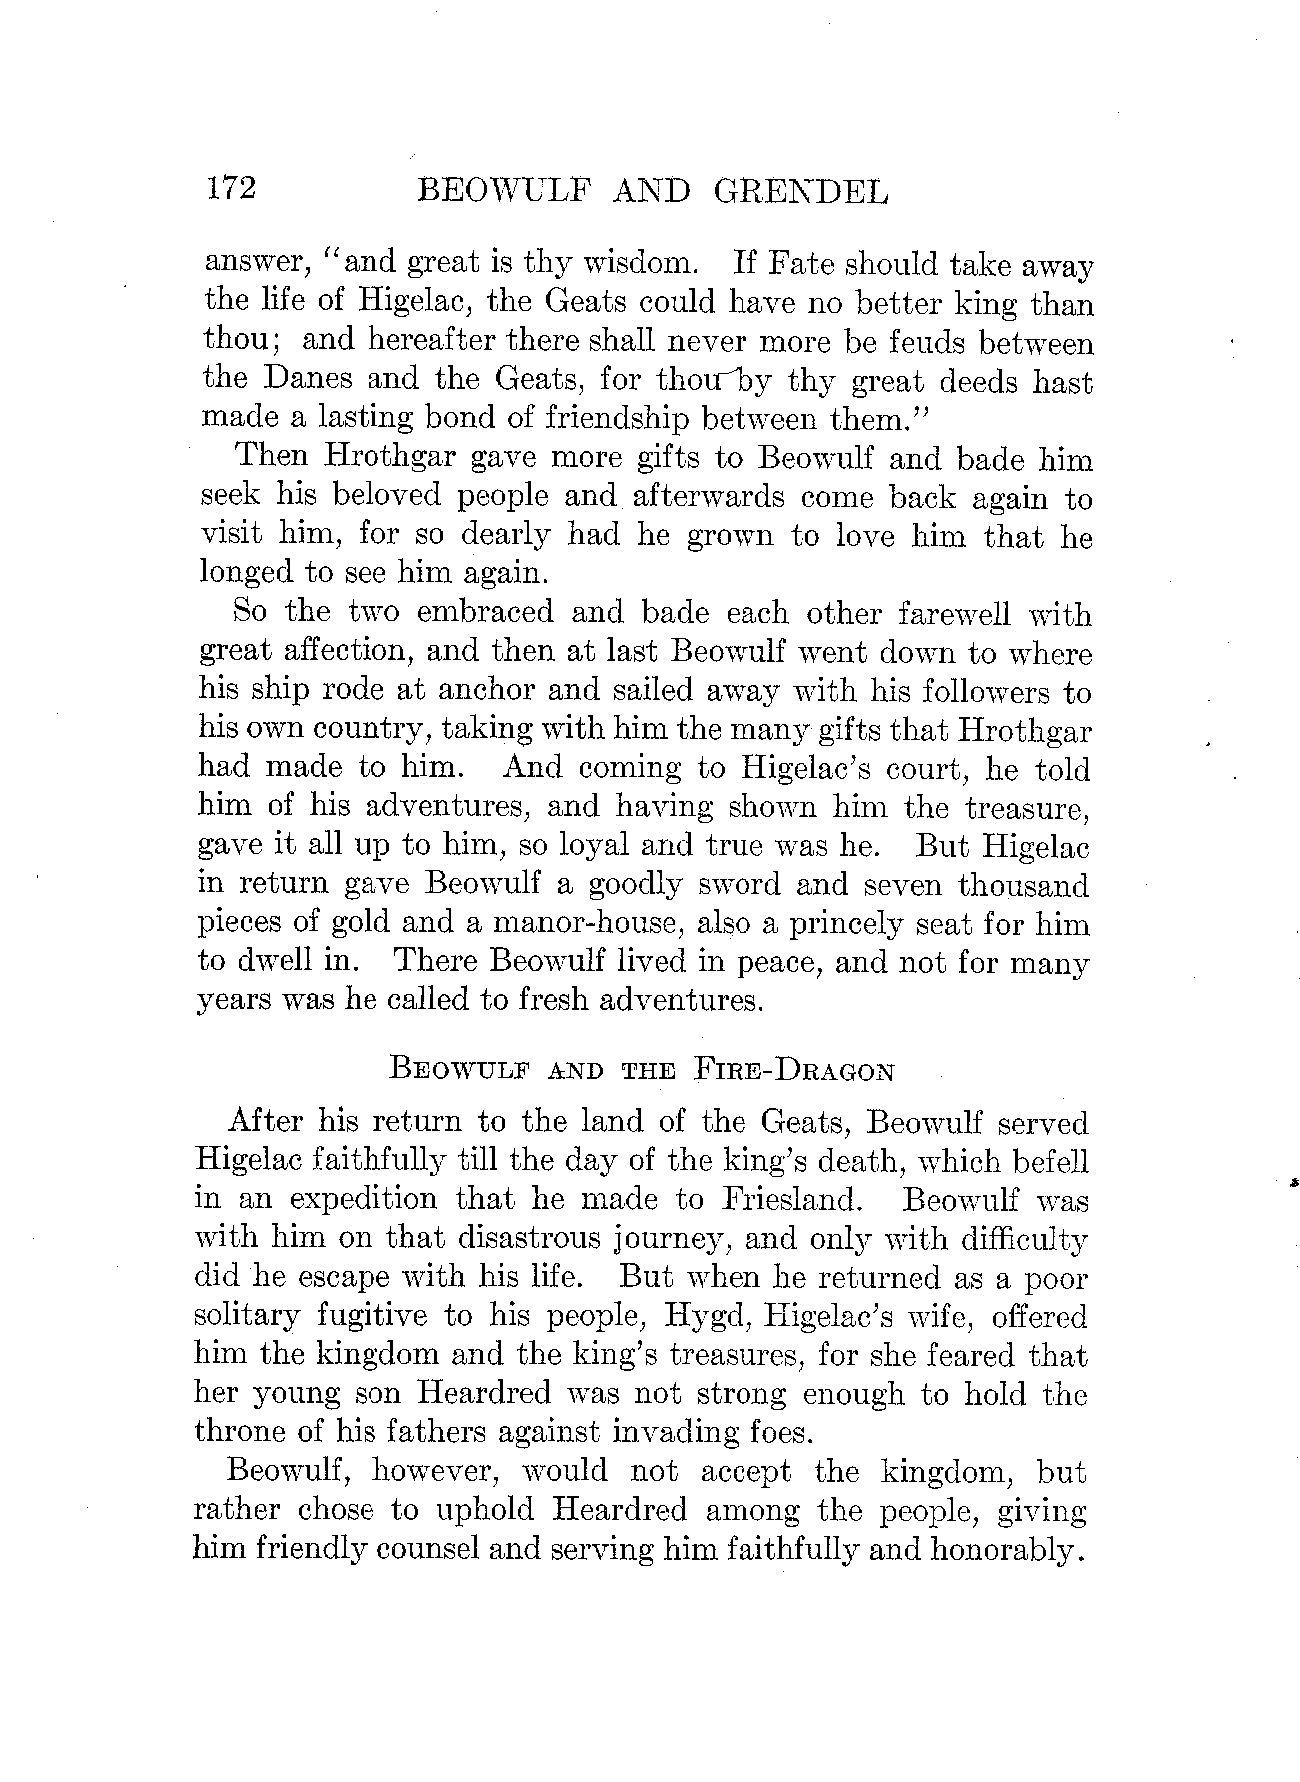 172 BEOWULF AND GRENDEL
answer, "and great is thy wisdom. If Fate should take away
the life of Higelac, the Geats could have no better king than
thou; and hereafter there shall never more be feuds between
the Danes and the Geats, for thou by thy great deeds hast
made a lasting bond of friendship between them."
Then Hrothgar gave more gifts to Beowulf and bade him
seek his beloved people and afterwards come back again to
visit him, for so dearly had he grown to love him that he
longed to see him again.
So the two embraced and bade each other farewell with
great affection, and then at last Beowulf went down to where
his ship rode at anchor and sailed away with his followers to
his own country, taking with him the many gifts that Hrothgar
had made to him. And coming to Higelac's court, he told
him of his adventures, and having shown him the treasure,
gave it all up to him, so loyal and true was he. But Higelac
in return gave Beowulf a goodly sword and seven thousand
pieces of gold and a manor-house, also a princely seat for him
to dwell in. There Beowulf lived in peace, and not for many
years was he called to fresh adventures.
BEOWULF AND THE FIRE-DRAGON
After his return to the land of the Geats, Beowulf served
Higelac faithfully till the day of the king's death, which befell
in an expedition that he made to Friesland. Beowulf was
with him on that disastrous journey, and only with difficulty
did he escape with his life. But when he returned as a poor
solitary fugitive to his people, Hygd, Higelac's wife, offered
him the kingdom and the king's treasures, for she feared that
her young son Heardred was not strong enough to hold the
throne of his fathers against invading foes.
Beowulf, however, would not accept the kingdom, but
rather chose to uphold Heardred among the people, giving
him friendly counsel and serving him faithfully and honorably.